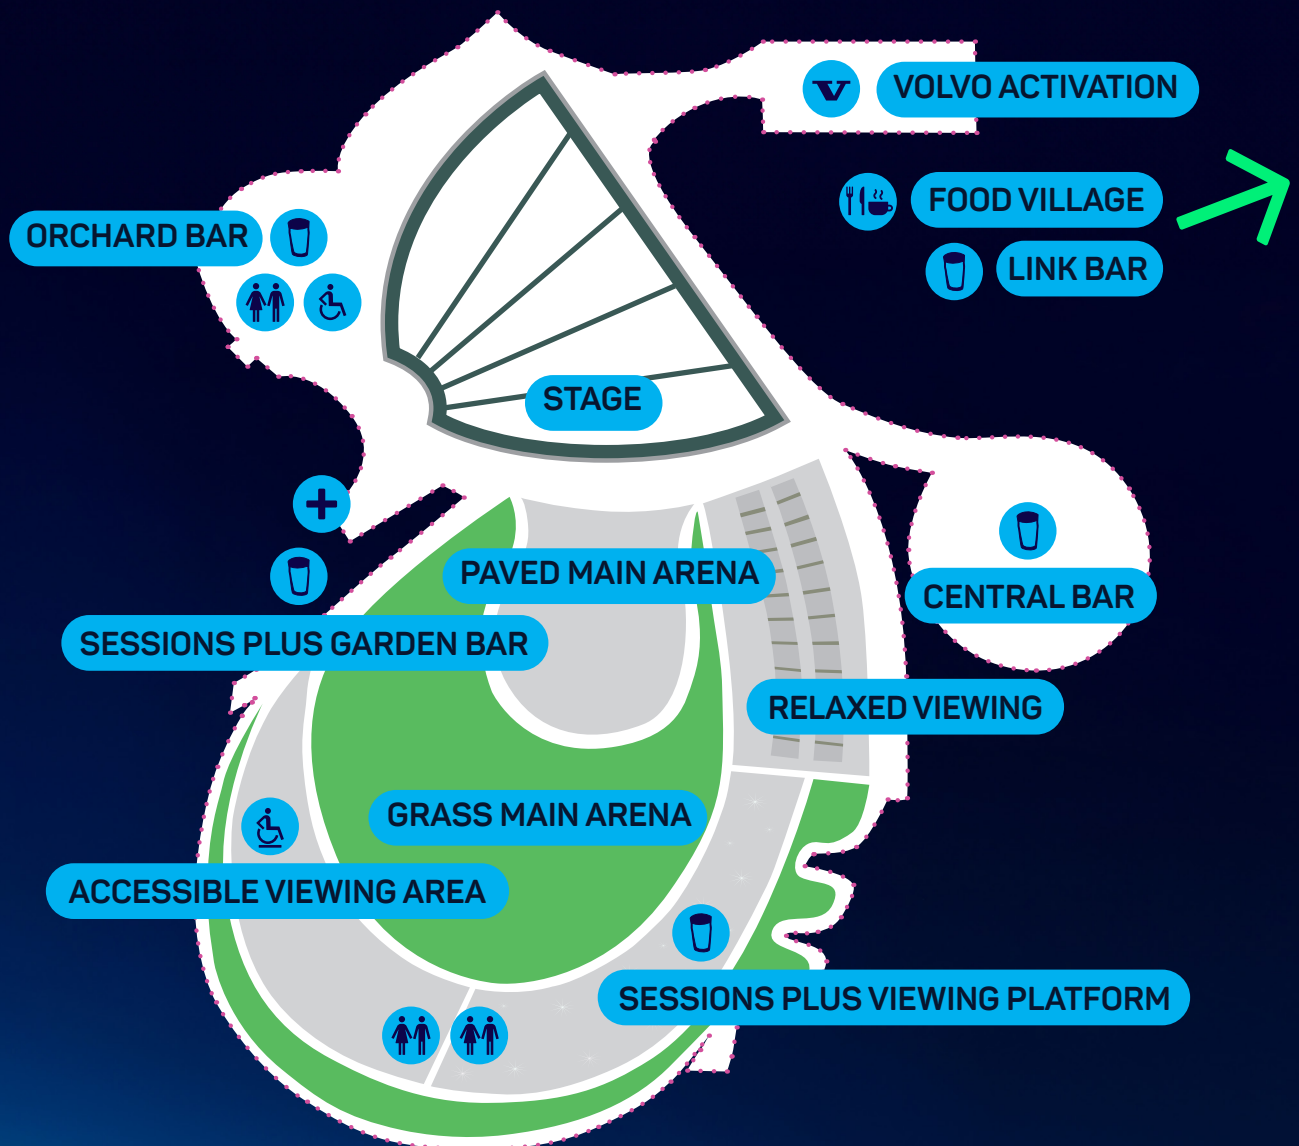 V
VOLVO ACTIVATION
FOOD VILLAGE
ORCHARD BAR
LINK BAR
STAGE
PAVED MAIN ARENA
CENTRAL BAR
SESSIONS PLUS GARDEN BAR
RELAXED VIEWING
GRASS MAIN ARENA
ACCESSIBLE VIEWING AREA
SESSIONS PLUS VIEWING PLATFORM